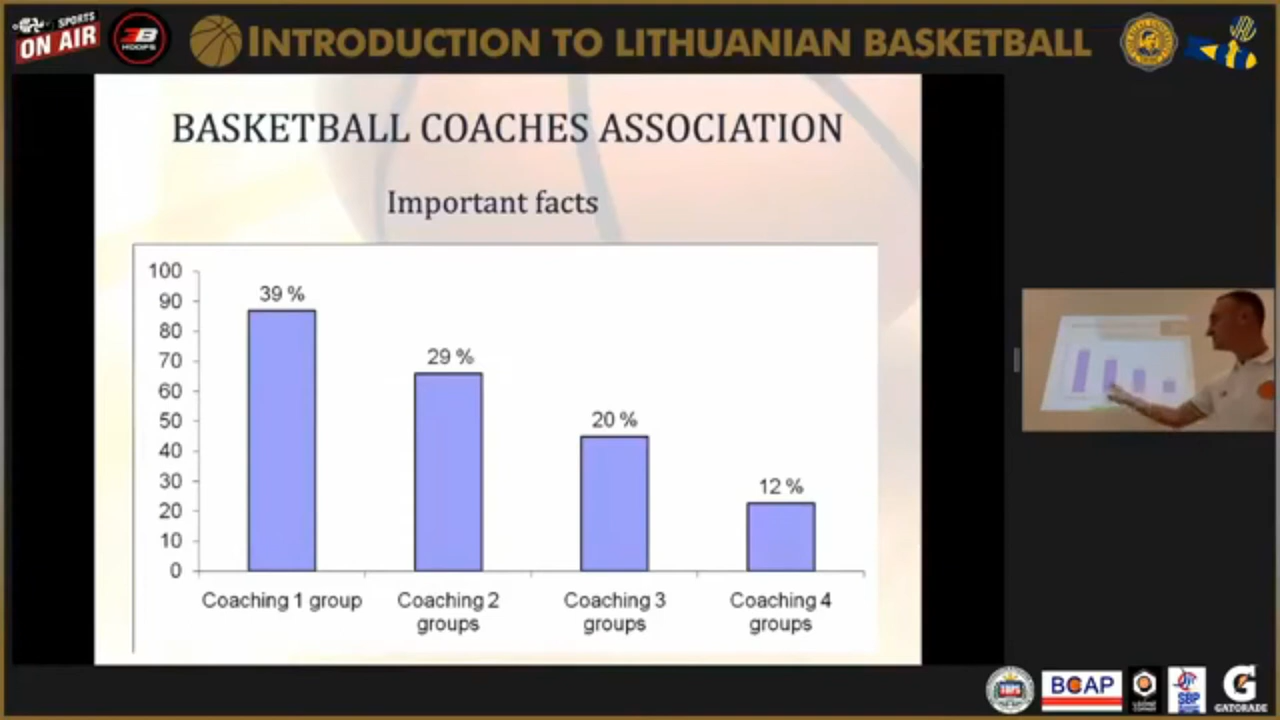 SPORTS
ON AIR
3B
HOOPS
INTRODUCTION TO LITHUANIAN BASKETBALL
BASKETBALL COACHES ASSOCIATION
Important facts
100
90
80
70
60
50
40
30
20
10
0
39 %
29 %
20 %
12 %
Coaching 1 group
Coaching 2
groups
Coaching 3
groups
Coaching 4
groups
BCAP
SBP
G
GATORADE